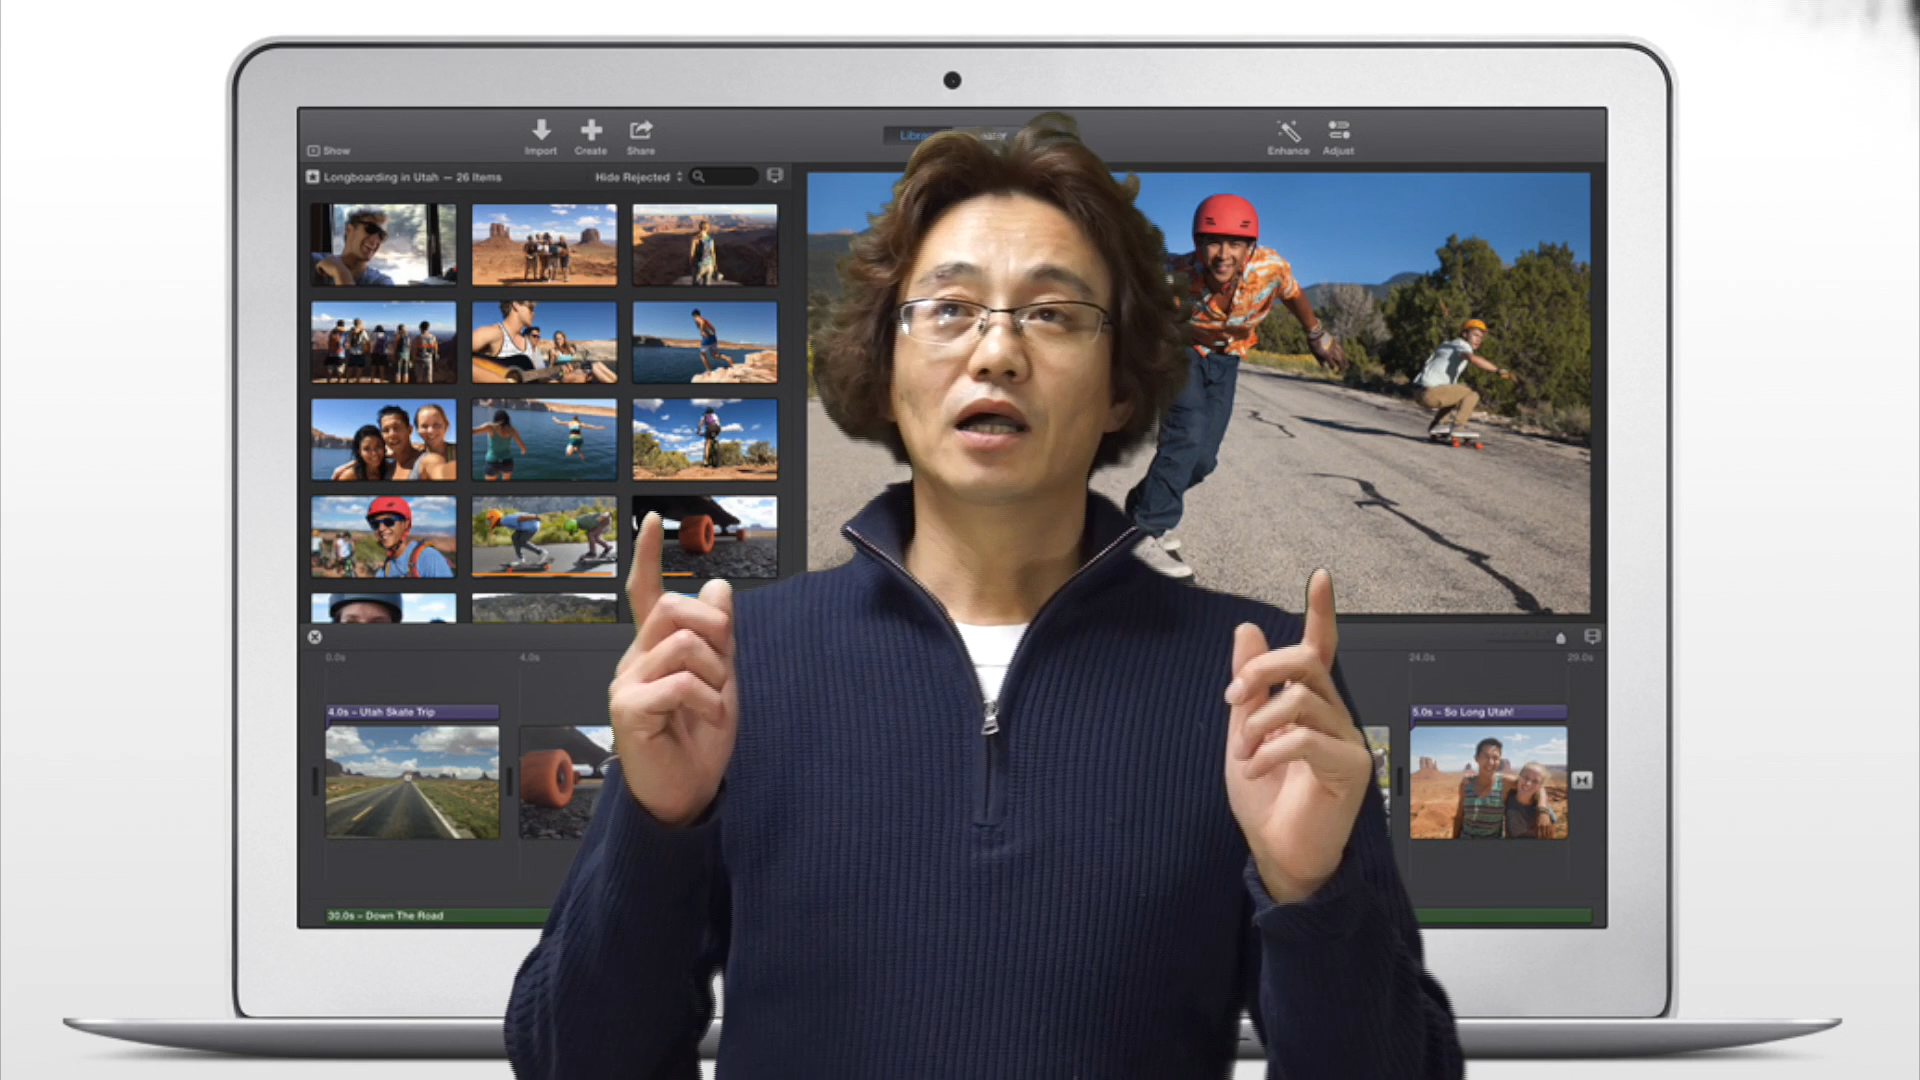 Show
Import
Create
Share
Enhance
Adjust
Longboarding in Utah — 26 Items
Hide Rejected
0.0s
4.0s
24.0s
29.0s
4.0s – Utah Skate Trip
5.0s – So Long Utah!
30.0s – Down The Road